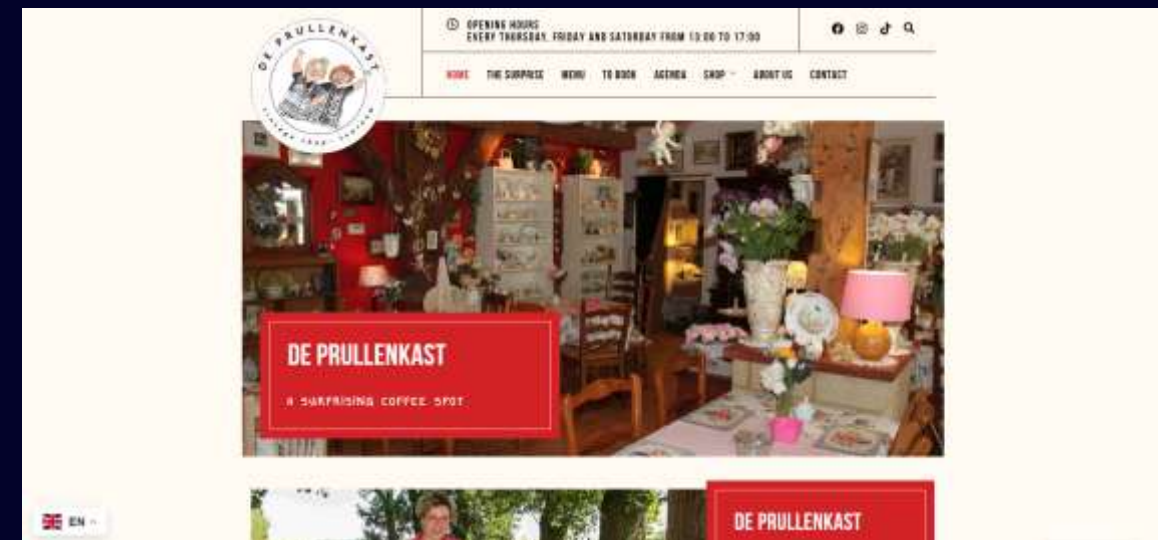 DE PRULLENKAST
OPENING HOURS
EVERY THURSDAY, FRIDAY AND SATURDAY FROM 13:00 TO 17:00
HOME THE SURPRISE MENU TO BOOK AGENDA SHOP ABOUT US CONTACT
DE PRULLENKAST
A SURPRISING COFFEE SPOT
DE PRULLENKAST
EN